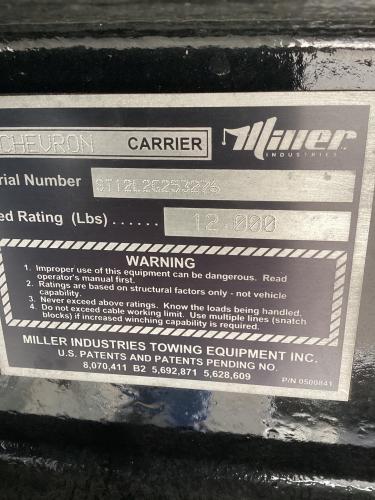 CHEVRON CARRIER Miller
INDUSTRIES
rial Number
ed Rating (Lbs) ...... 12,000
WARNING
1. Improper use of this equipment can be dangerous. Read
operator's manual first.
2. Ratings are based on structural factors only - not vehicle
capability.
3. Never exceed above ratings. Know the loads being handled.
4. Do not exceed cable working limit. Use multiple lines (snatch
blocks) if increased winching capability is required.
MILLER INDUSTRIES TOWING EQUIPMENT INC.
U.S. PATENTS AND PATENTS PENDING NO.
8,070,411 B2 5,692,871 5,628,609
P/N 0500841